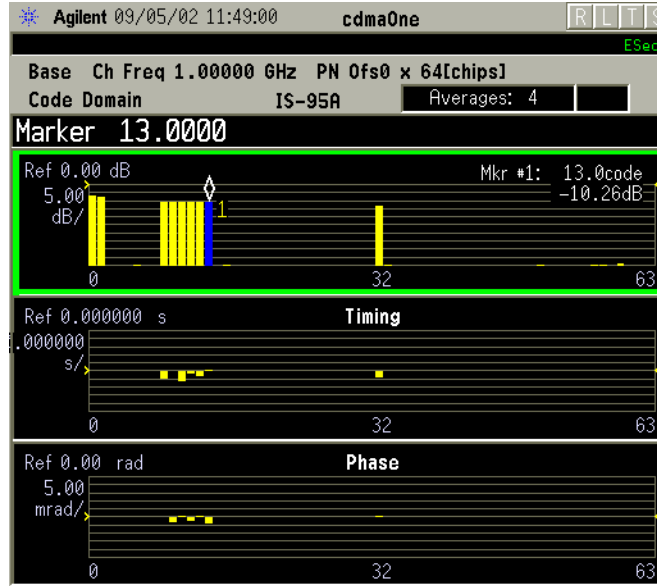 Agilent 09/05/02 11:49:00 cdmaOne R L T S
ESec
Base Ch Freq 1.00000 GHz PN Ofs0 x 64[chips]
Code Domain IS-95A Averages: 4
Marker 13.0000
Ref 0.00 dB Mkr #1: 13.0code
5.00 -10.26dB
dB/ 1
0 32 63
Ref 0.000000 s Timing
.000000
s/
0 32 63
Ref 0.00 rad Phase
5.00
mrad/
0 32 63